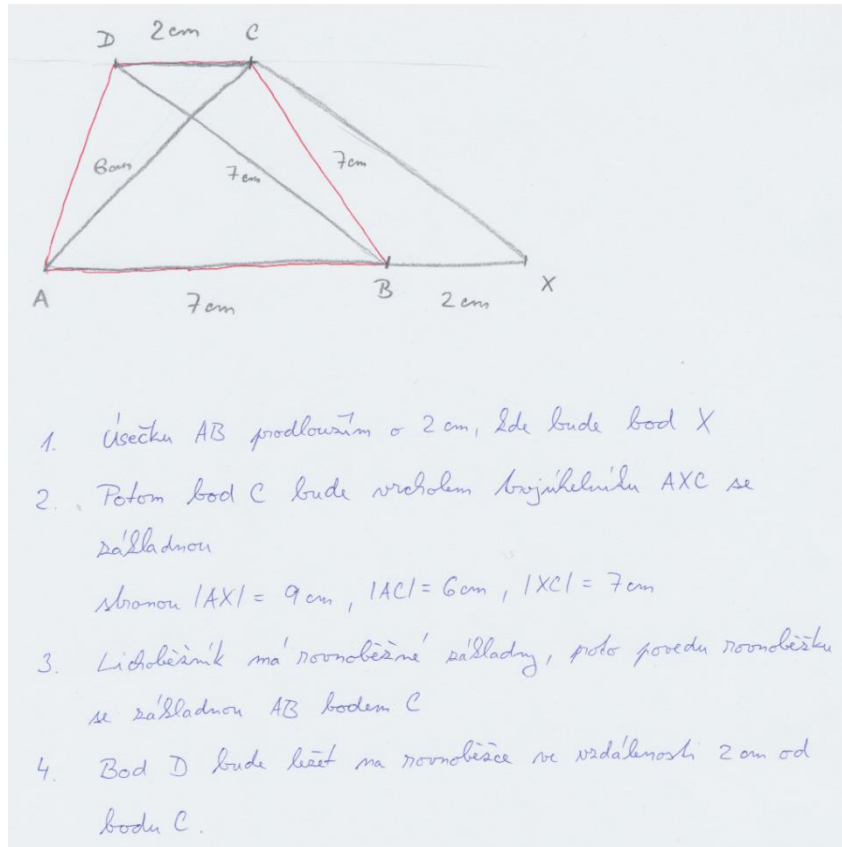 D 2cm C
6cm
7cm
7cm
A
7cm
B
2cm
X
1. Úsečku AB prodloužím o 2 cm, kde bude bod X
2. Potom bod C bude vrcholem trojúhelníku AXC se
základnou
stranou |AX| = 9 cm, |AC| = 6 cm, |XC| = 7 cm
3. Lichoběžník má rovnoběžné základny, proto povedu rovnoběžku
se základnou AB bodem C
4. Bod D bude ležet na rovnoběžce ve vzdálenosti 2 cm od
bodu C.